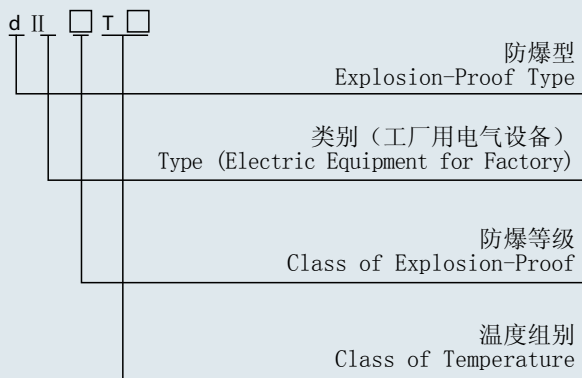 d II □ T □
防爆型
Explosion-Proof Type
类别（工厂用电气设备）
Type (Electric Equipment for Factory)
防爆等级
Class of Explosion-Proof
温度组别
Class of Temperature